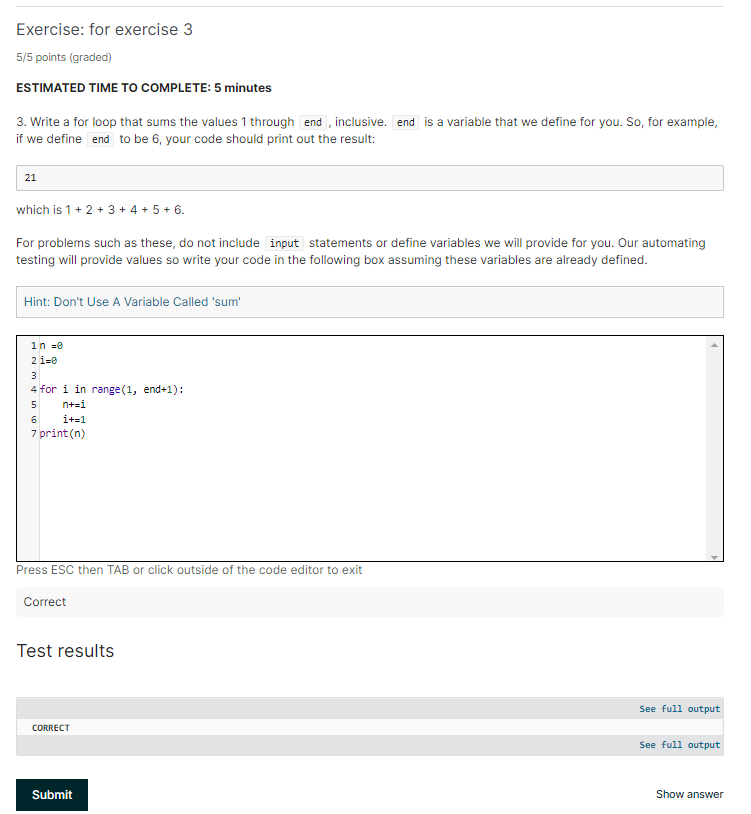 Exercise: for exercise 3
5/5 points (graded)
ESTIMATED TIME TO COMPLETE: 5 minutes
3. Write a for loop that sums the values 1 through end , inclusive. end is a variable that we define for you. So, for example,
if we define end to be 6, your code should print out the result:
21
which is 1 + 2 + 3 + 4 + 5 + 6.
For problems such as these, do not include input statements or define variables we will provide for you. Our automating
testing will provide values so write your code in the following box assuming these variables are already defined.
Hint: Don't Use A Variable Called 'sum'
1 n =0
2 i=0
3
4 for i in range(1, end+1):
5     n+=i
6     i+=1
7 print(n)
Press ESC then TAB or click outside of the code editor to exit
Correct
Test results
See full output
CORRECT
See full output
Submit
Show answer